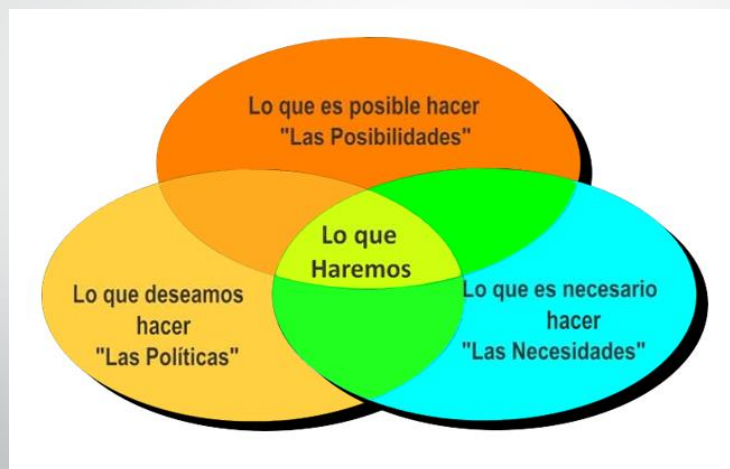 Lo que es posible hacer
"Las Posibilidades"
Lo que
Haremos
Lo que deseamos
hacer
"Las Políticas"
Lo que es necesario
hacer
"Las Necesidades"